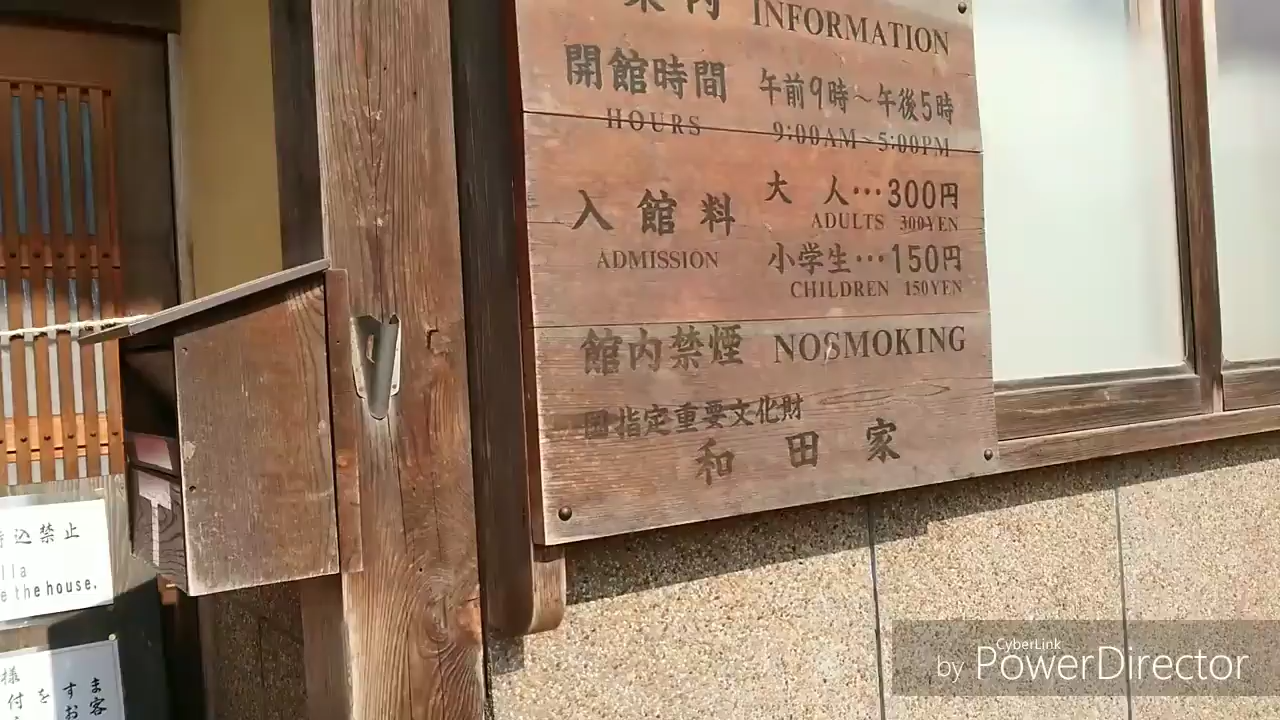 案内 INFORMATION
開館時間 午前9時～午後5時
HOURS 9:00AM~5:00PM
入館料 大人…300円
ADULTS 300YEN
ADMISSION 小学生…150円
CHILDREN 150YEN
館内禁煙 NOSMOKING
国指定重要文化財
和田家
込禁止
lla
e the house.
CyberLink
by PowerDirector